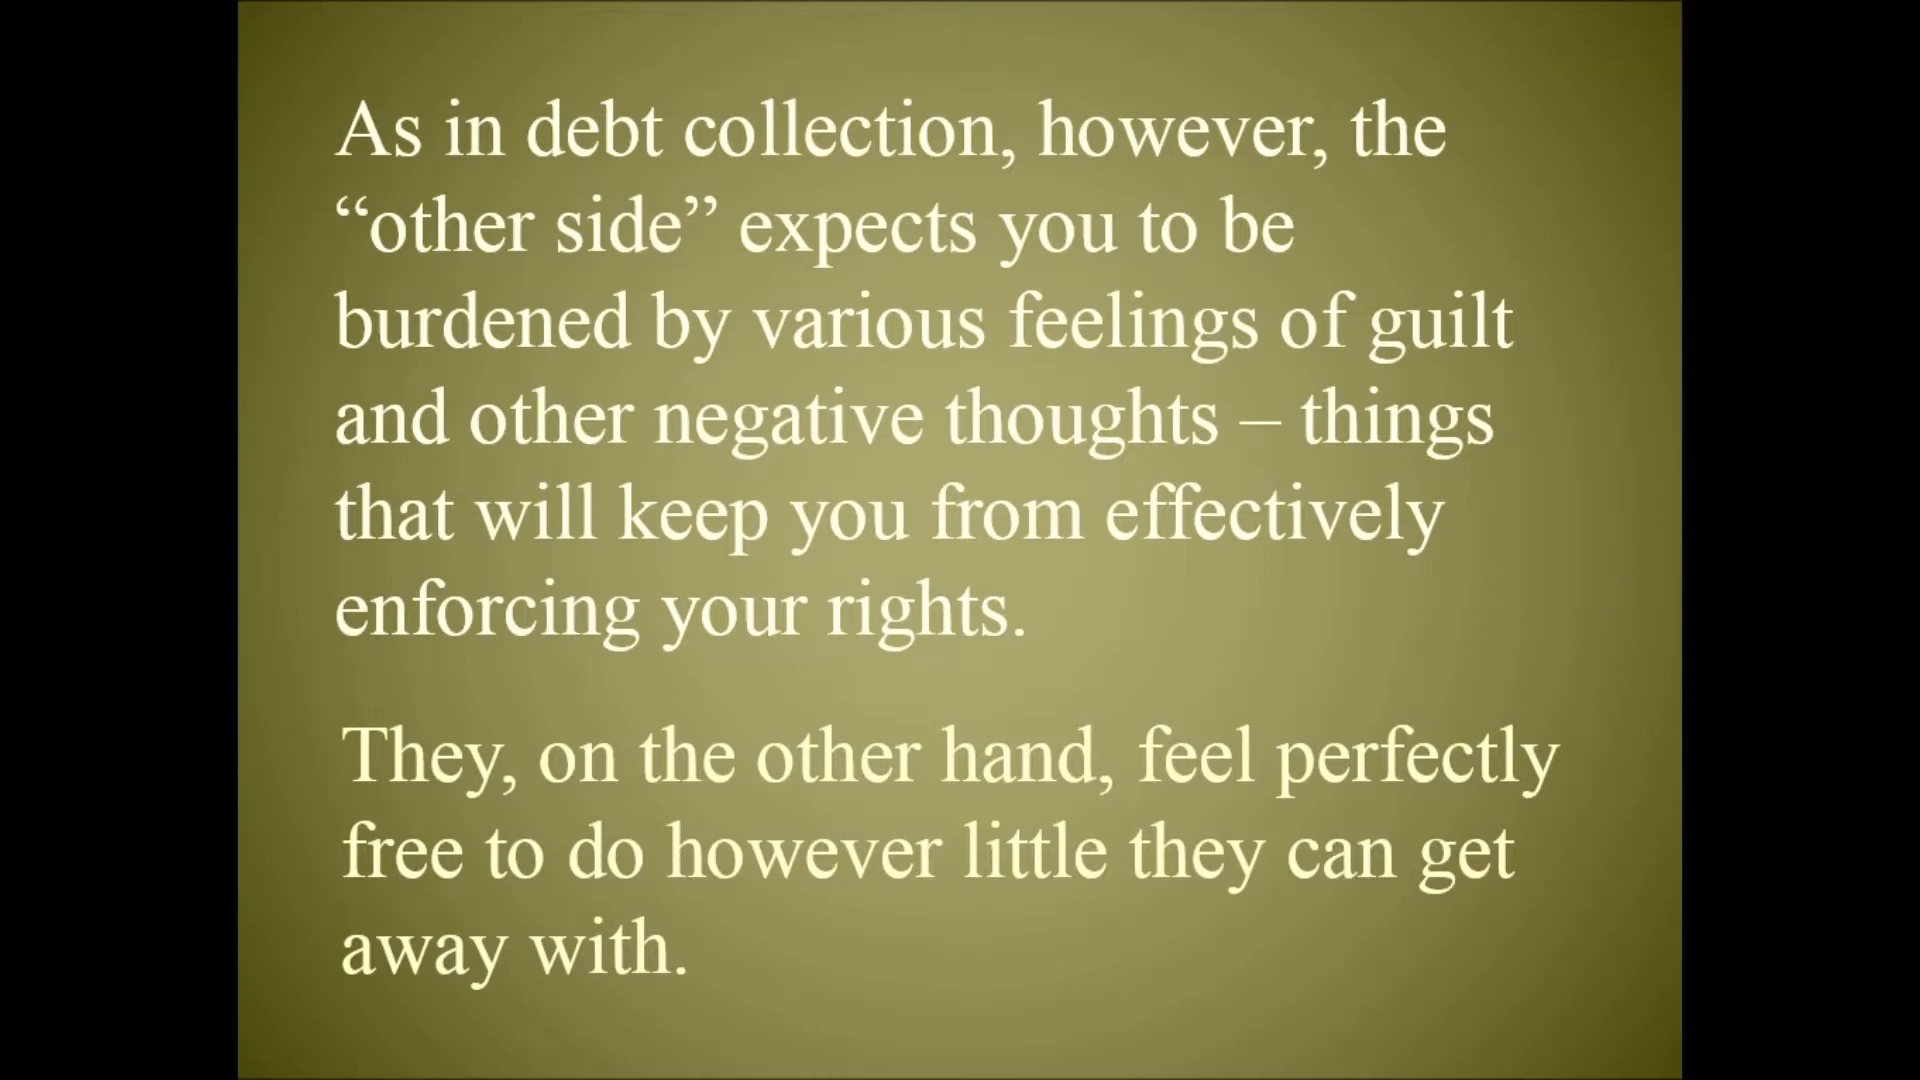 As in debt collection, however, the
“other side” expects you to be
burdened by various feelings of guilt
and other negative thoughts – things
that will keep you from effectively
enforcing your rights.
They, on the other hand, feel perfectly
free to do however little they can get
away with.